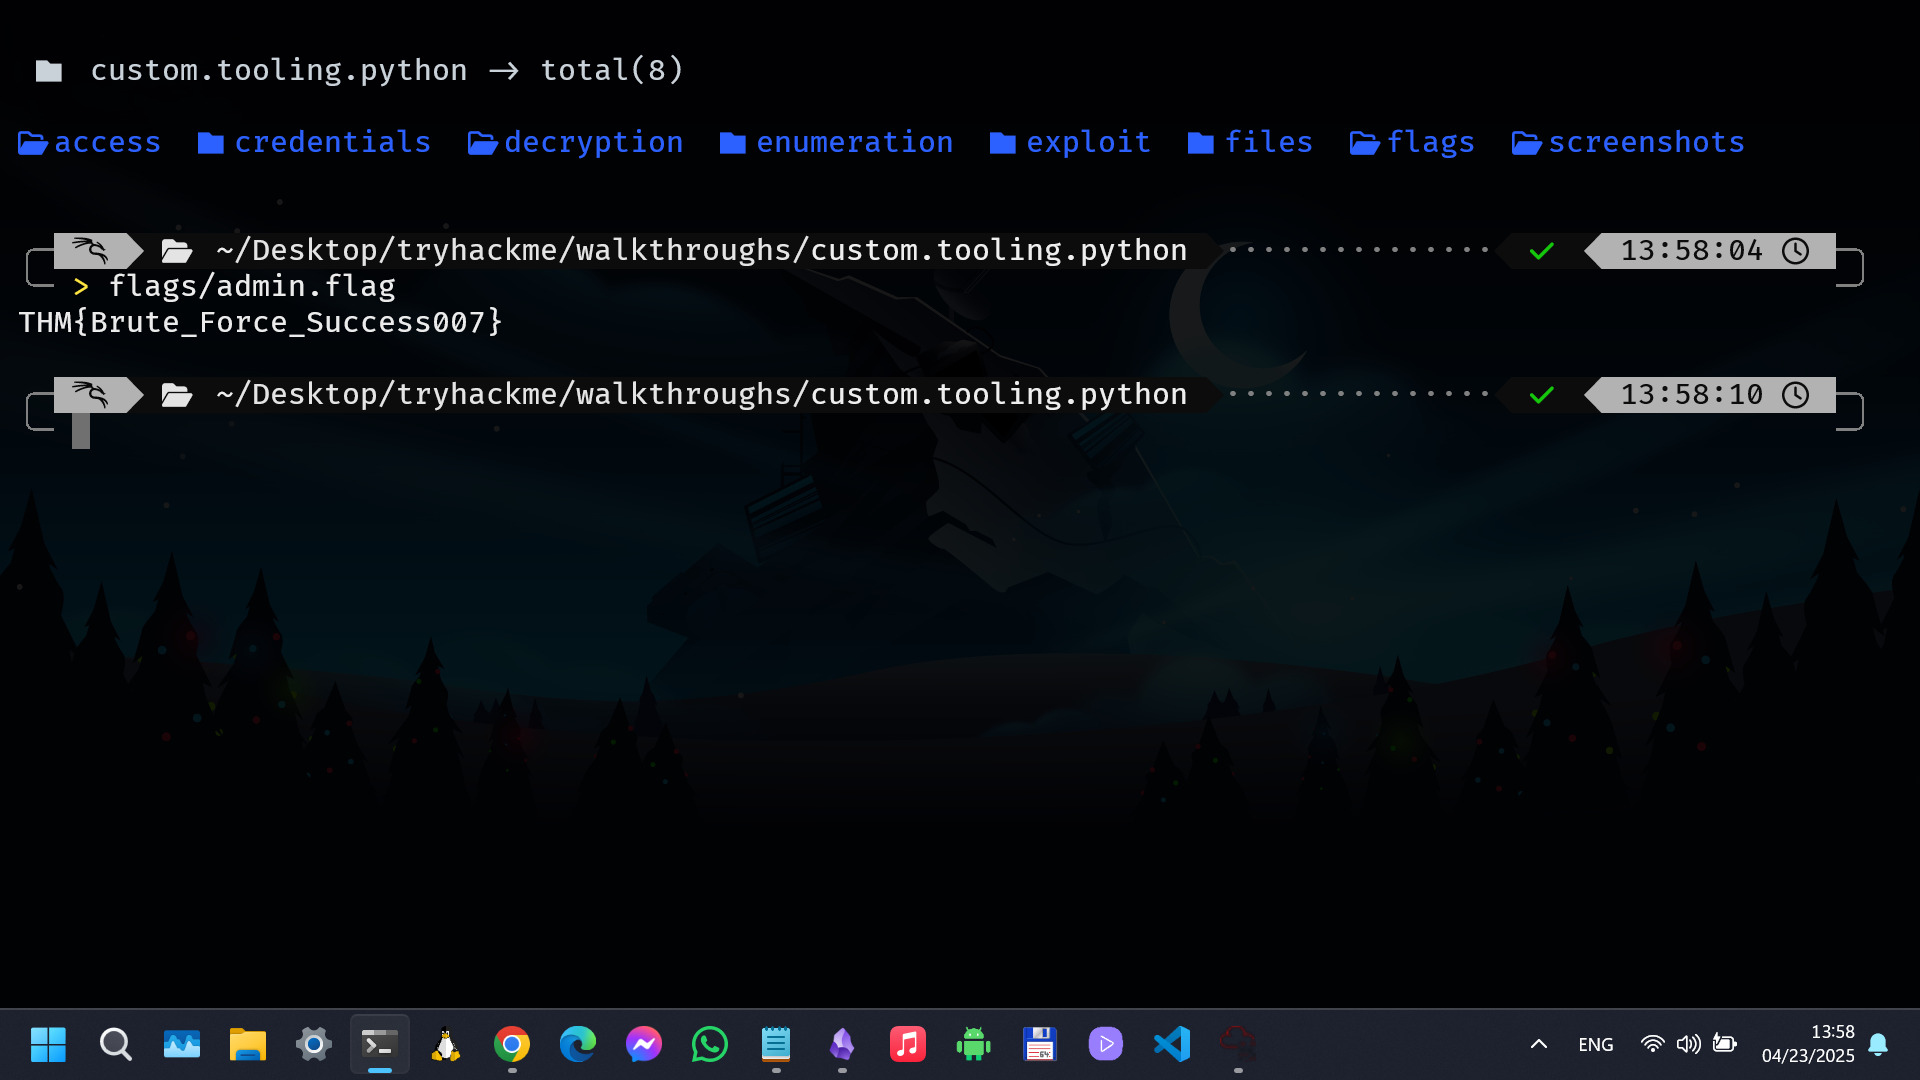 custom.tooling.python → total(8)
access credentials decryption enumeration exploit files flags screenshots
~/Desktop/tryhackme/walkthroughs/custom.tooling.python ✓ 13:58:04
> flags/admin.flag
THM{Brute_Force_Success007}
~/Desktop/tryhackme/walkthroughs/custom.tooling.python ✓ 13:58:10
ENG
13:58
04/23/2025